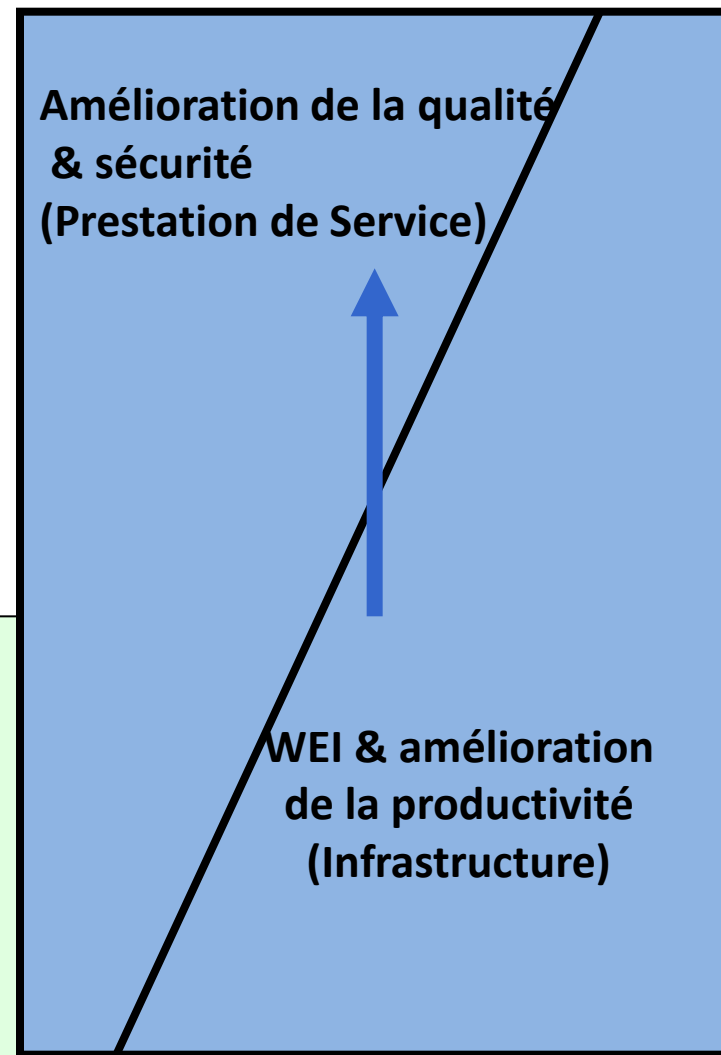 Amélioration de la qualité
& sécurité
(Prestation de Service)
WEI & amélioration
de la productivité
(Infrastructure)